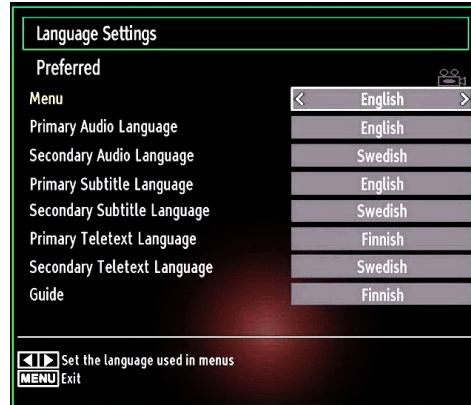 Language Settings
Preferred
Menu < English >
Primary Audio Language English
Secondary Audio Language Swedish
Primary Subtitle Language English
Secondary Subtitle Language Swedish
Primary Teletext Language Finnish
Secondary Teletext Language Swedish
Guide Finnish
Set the language used in menus
MENU Exit